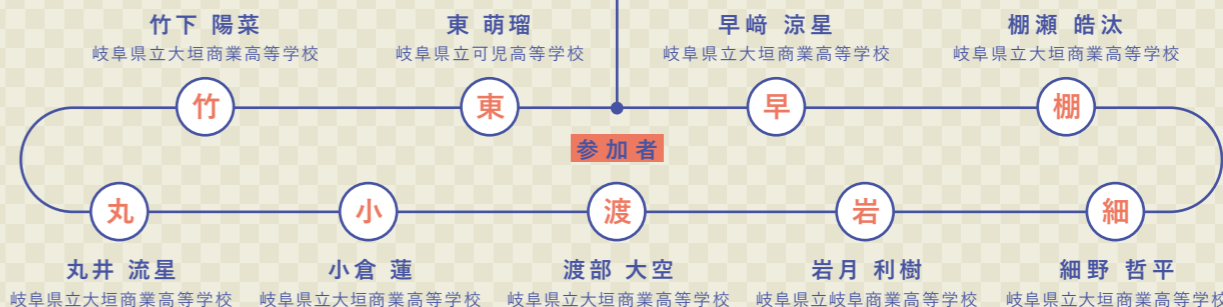 竹下 陽菜
岐阜県立大垣商業高等学校
竹
東 萌瑠
岐阜県立可児高等学校
東
早﨑 涼星
岐阜県立大垣商業高等学校
早
棚瀬 皓汰
岐阜県立大垣商業高等学校
棚
参加者
丸
丸井 流星
岐阜県立大垣商業高等学校
小
小倉 蓮
岐阜県立大垣商業高等学校
渡
渡部 大空
岐阜県立大垣商業高等学校
岩
岩月 利樹
岐阜県立岐阜商業高等学校
細
細野 哲平
岐阜県立大垣商業高等学校